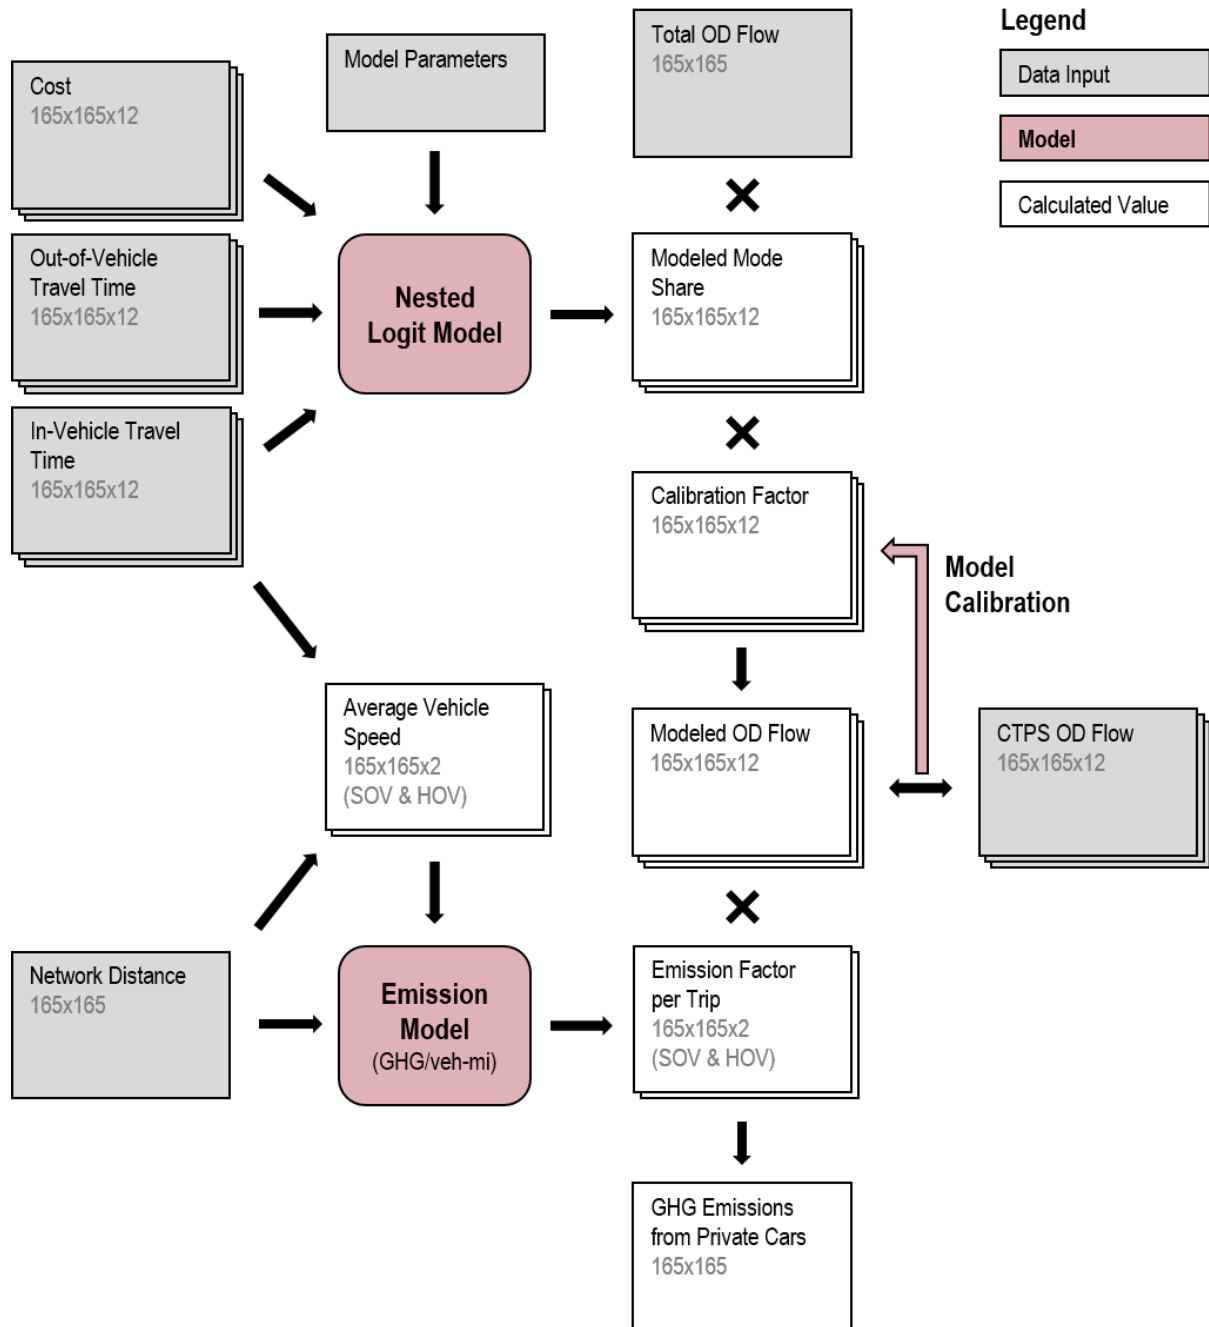 Cost
165x165x12
Model Parameters
Total OD Flow
165x165
Legend
Data Input
Model
Calculated Value
Out-of-Vehicle
Travel Time
165x165x12
Nested
Logit Model
Modeled Mode
Share
165x165x12
In-Vehicle Travel
Time
165x165x12
Calibration Factor
165x165x12
Model
Calibration
Average Vehicle
Speed
165x165x2
(SOV & HOV)
Modeled OD Flow
165x165x12
CTPS OD Flow
165x165x12
Network Distance
165x165
Emission
Model
(GHG/veh-mi)
Emission Factor
per Trip
165x165x2
(SOV & HOV)
GHG Emissions
from Private Cars
165x165